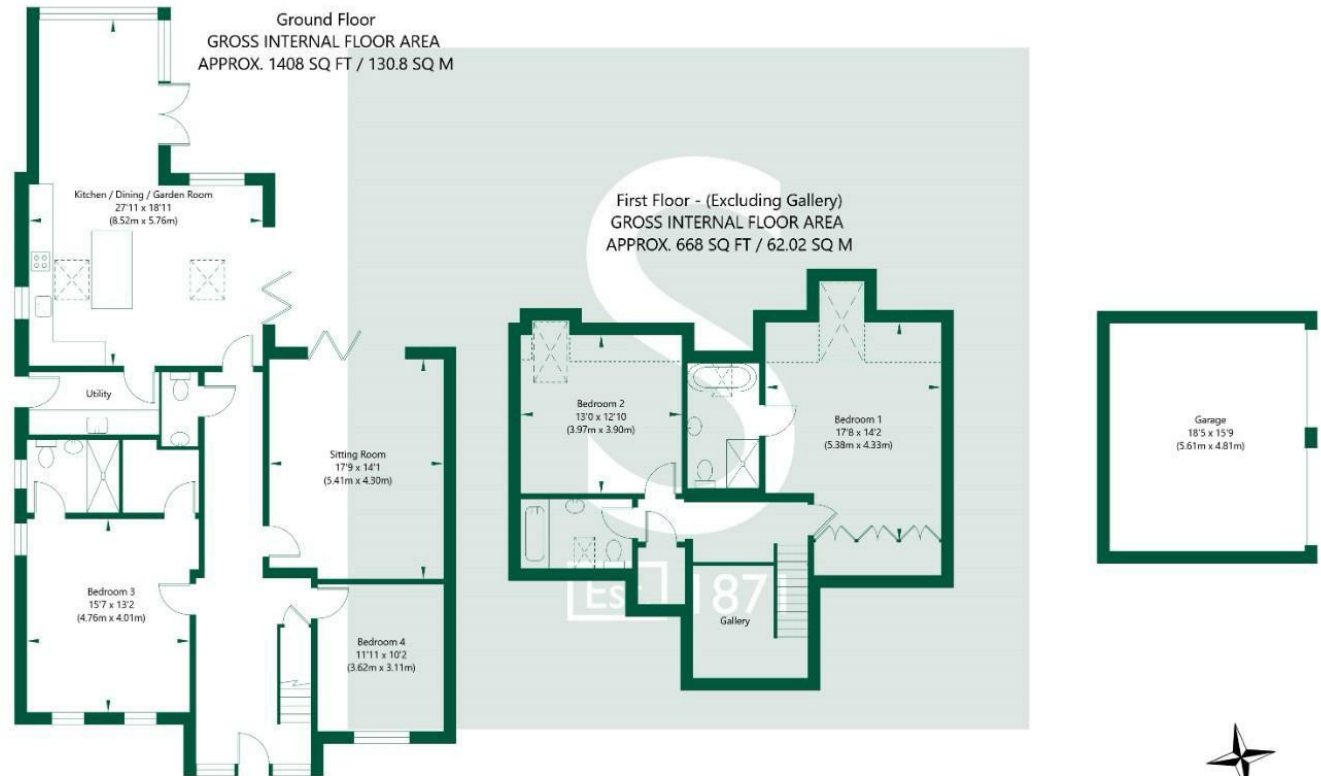 Ground Floor
GROSS INTERNAL FLOOR AREA
APPROX. 1408 SQ FT / 130.8 SQ M
Kitchen / Dining / Garden Room
27'11 x 18'11
(8.52m x 5.76m)
Utility
Sitting Room
17'9 x 14'1
(5.41m x 4.30m)
Bedroom 3
15'7 x 13'2
(4.76m x 4.01m)
Bedroom 4
11'11 x 10'2
(3.62m x 3.11m)
First Floor - (Excluding Gallery)
GROSS INTERNAL FLOOR AREA
APPROX. 668 SQ FT / 62.02 SQ M
Bedroom 2
13'0 x 12'10
(3.97m x 3.90m)
Bedroom 1
17'8 x 14'2
(5.38m x 4.33m)
Gallery
Garage
18'5 x 15'9
(5.61m x 4.81m)
S
Est 1871